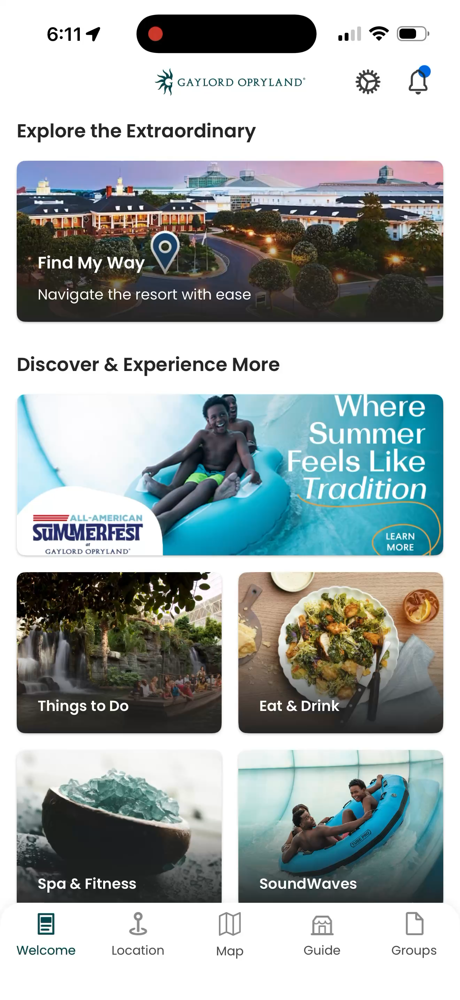 6:11
GAYLORD OPRYLAND®
Explore the Extraordinary
Find My Way
Navigate the resort with ease
Discover & Experience More
Where
Summer
Feels Like
Tradition
ALL-AMERICAN
SUMMERFEST
at
GAYLORD OPRYLAND®
LEARN
MORE
Things to Do
Eat & Drink
TUBE PRO
Spa & Fitness
SoundWaves
Welcome
Location
Map
Guide
Groups